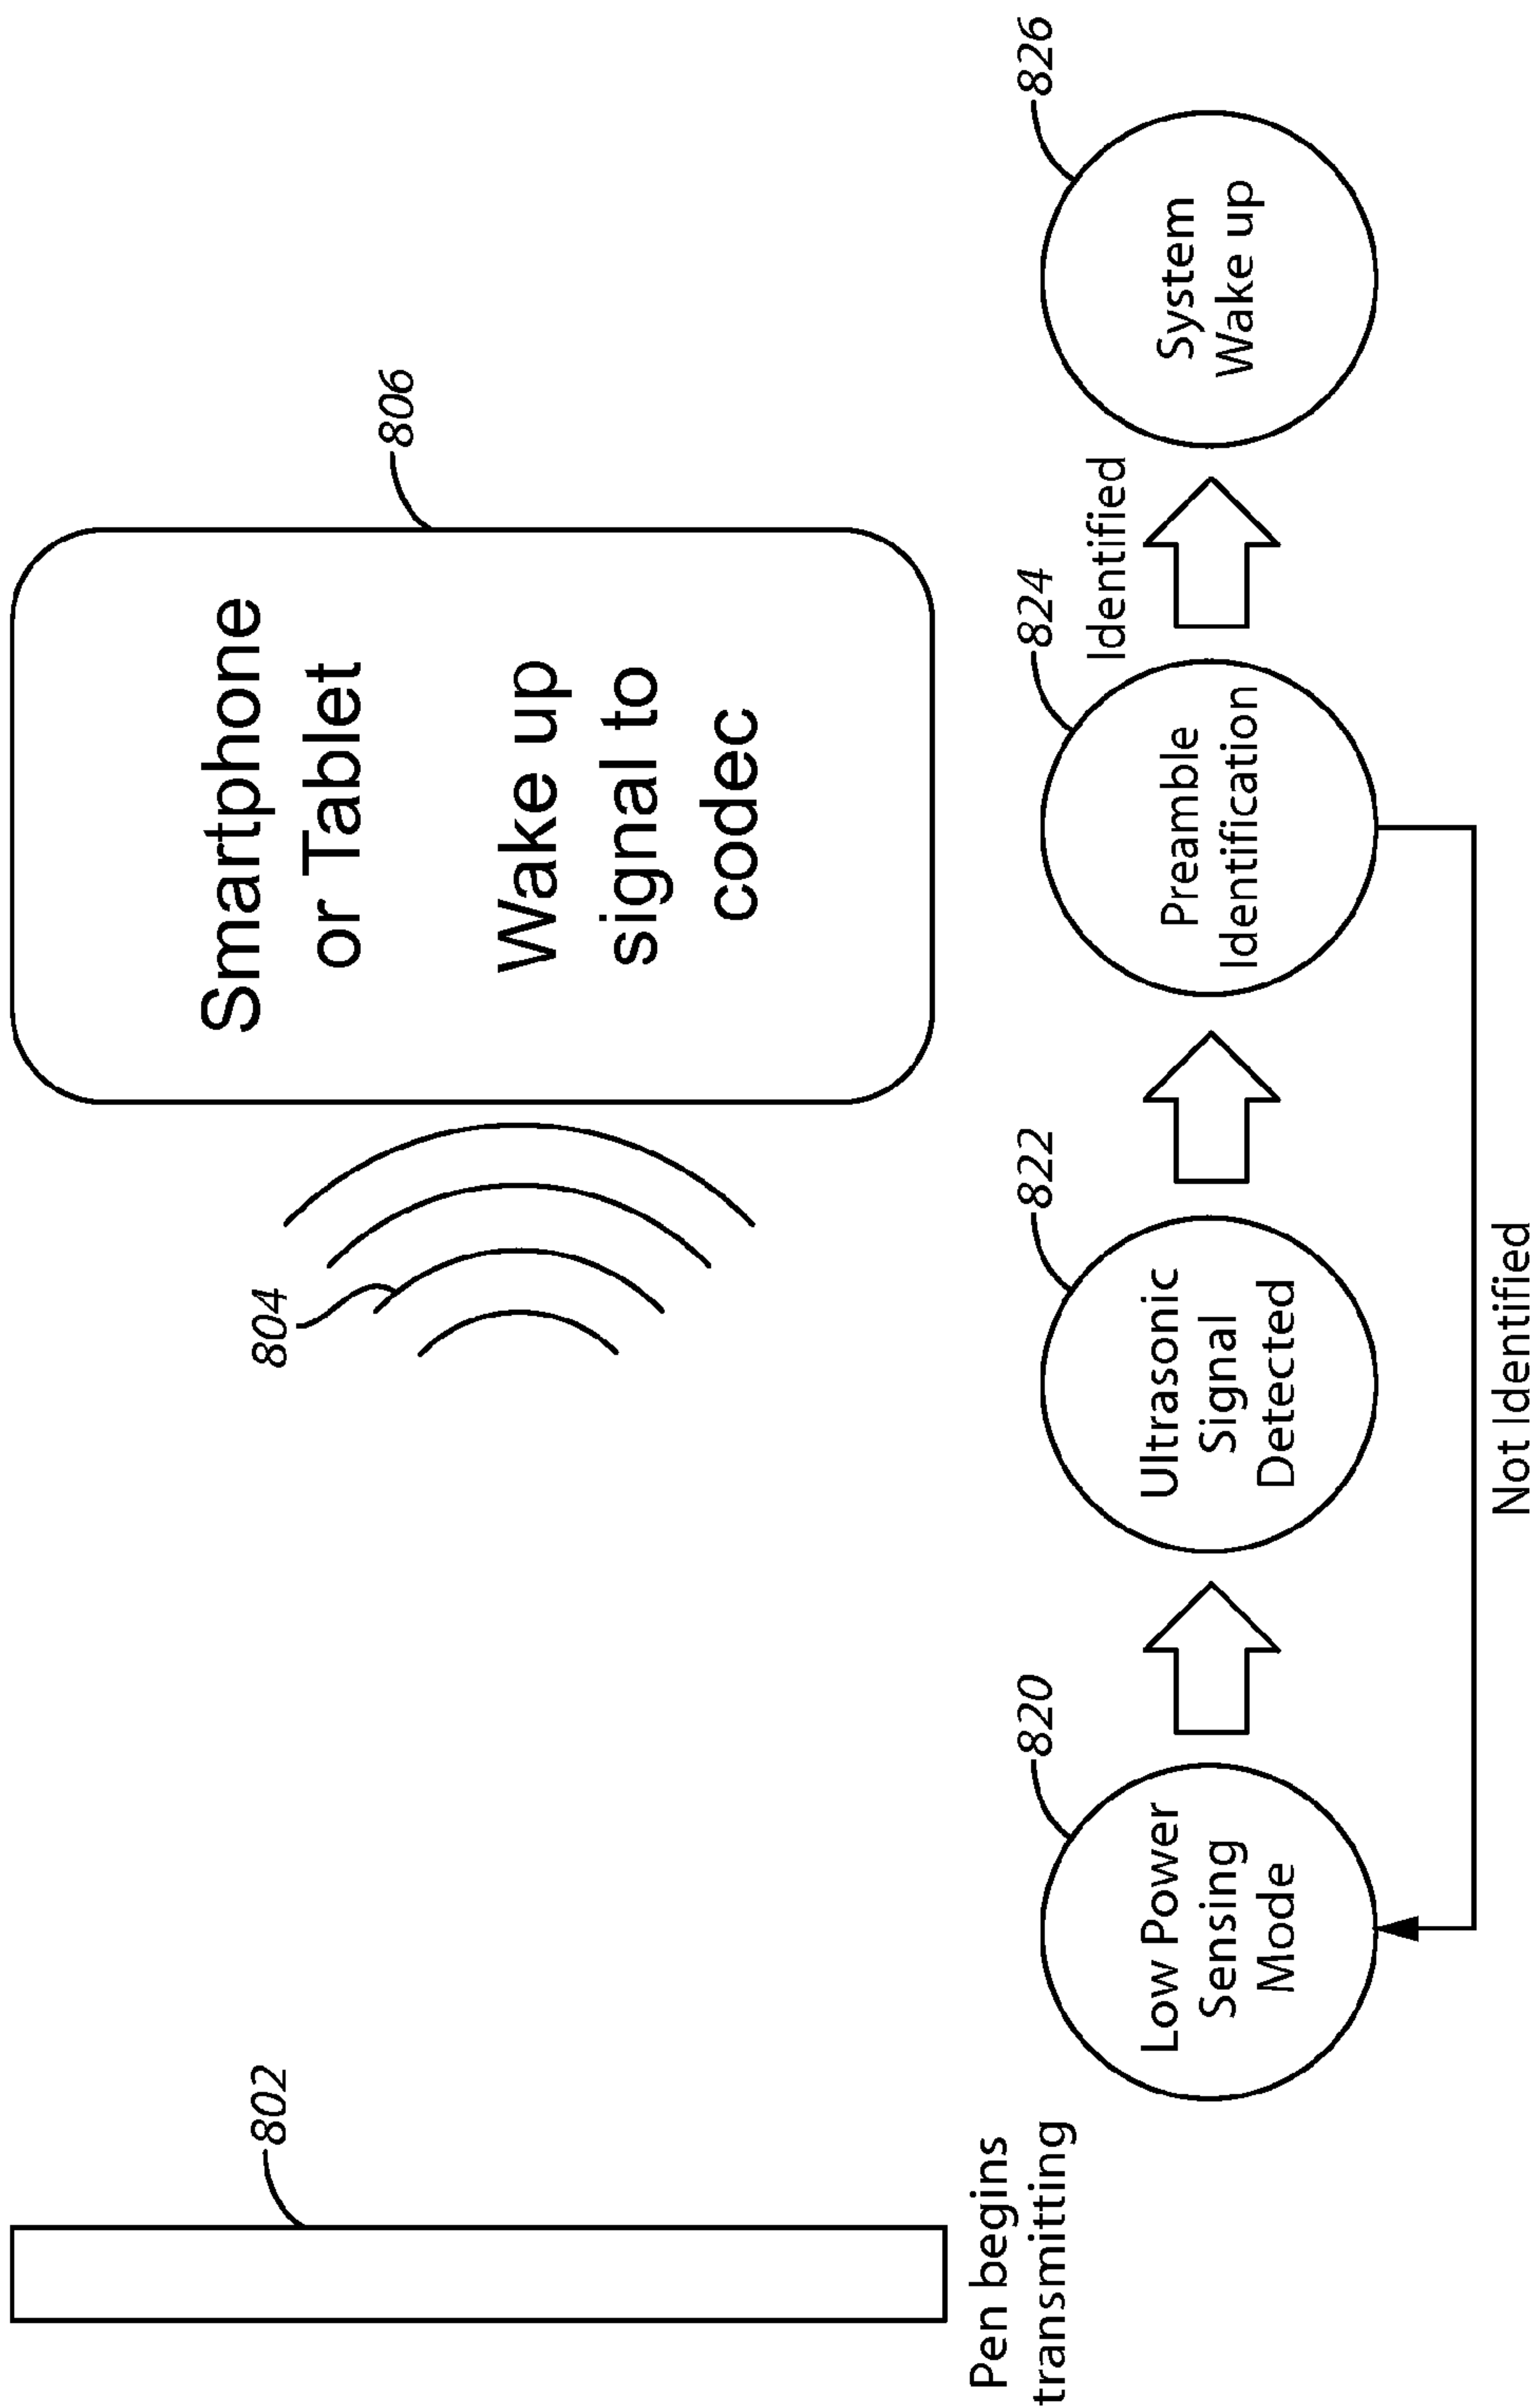 802
Pen begins
transmitting
804
Smartphone
or Tablet
Wake up
signal to
codec
806
820
Low Power
Sensing
Mode
822
Ultrasonic
Signal
Detected
824
Preamble
Identification
Identified
826
System
Wake up
Not Identified